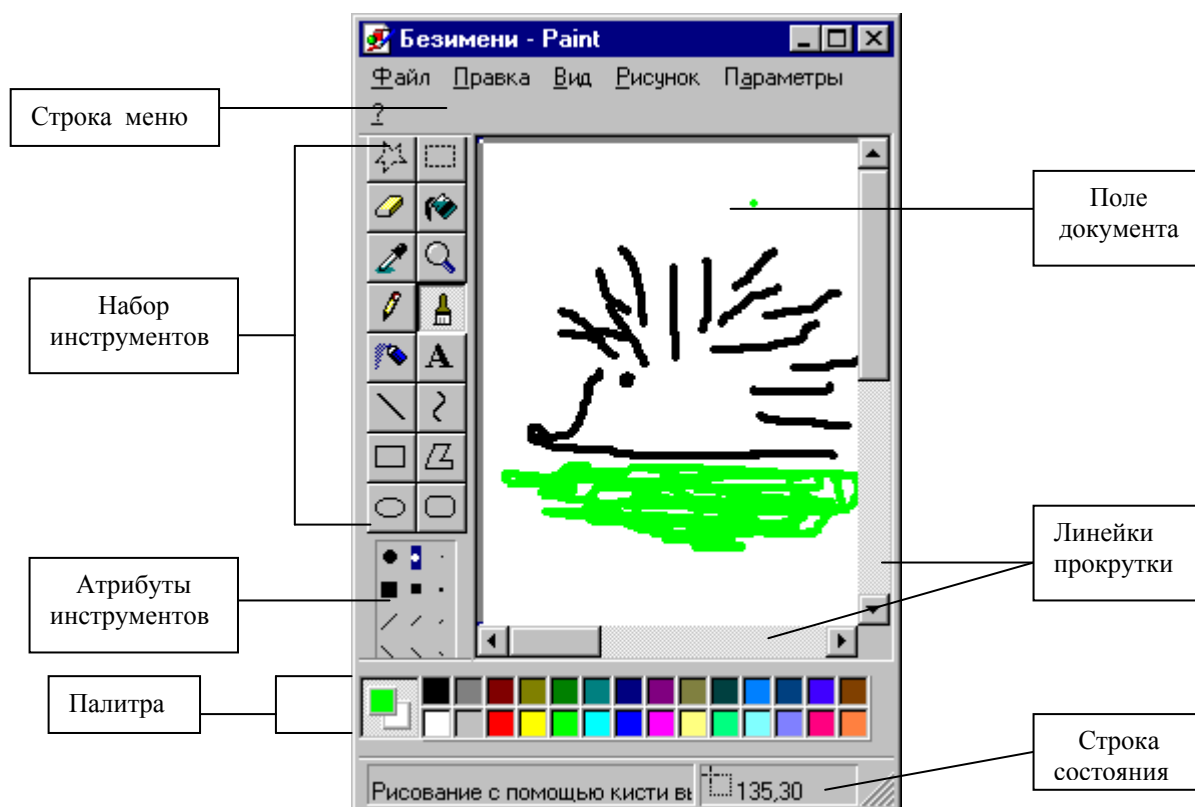 Безимени - Paint
Файл Правка Вид Рисунок Параметры
?
Строка меню
Поле
документа
Набор
инструментов
A
Линейки
прокрутки
Атрибуты
инструментов
Палитра
Строка
состояния
Рисование с помощью кисти вы
135,30